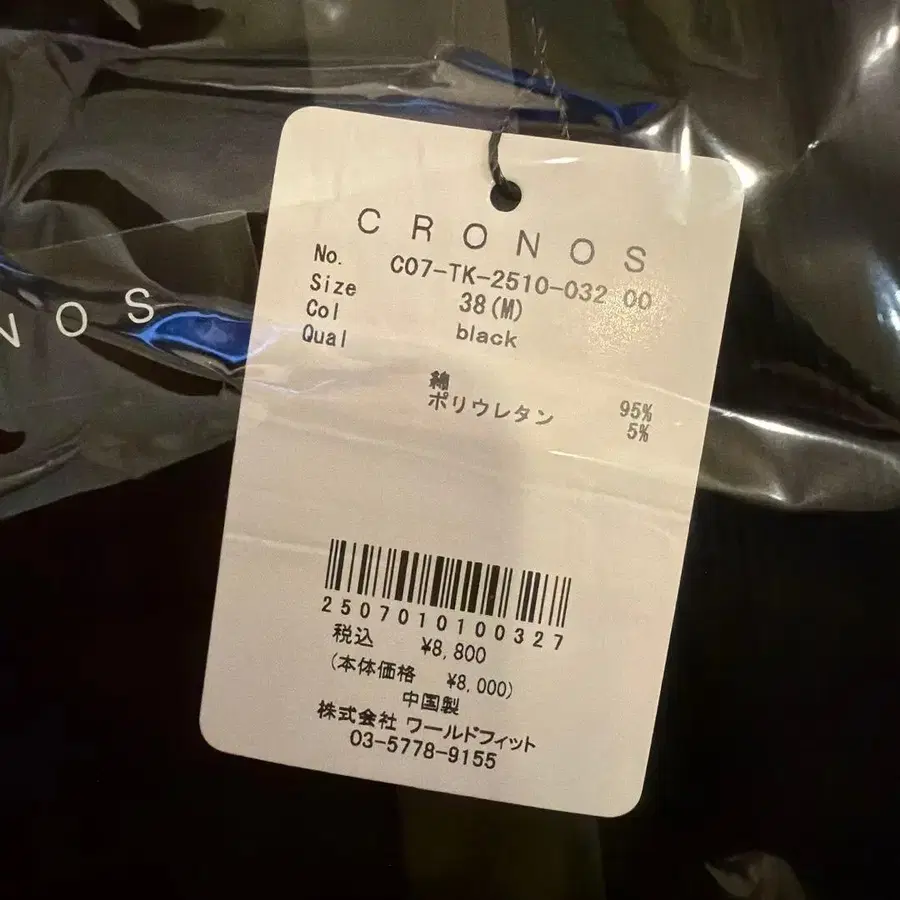 CRONOS
No. C07-TK-2510-032 00
Size 38(M)
Col black
Qual
綿 95%
ポリウレタン 5%
2507010100327
税込 ¥8,800
(本体価格 ¥8,000)
中国製
株式会社 ワールドフィット
03-5778-9155
NOS